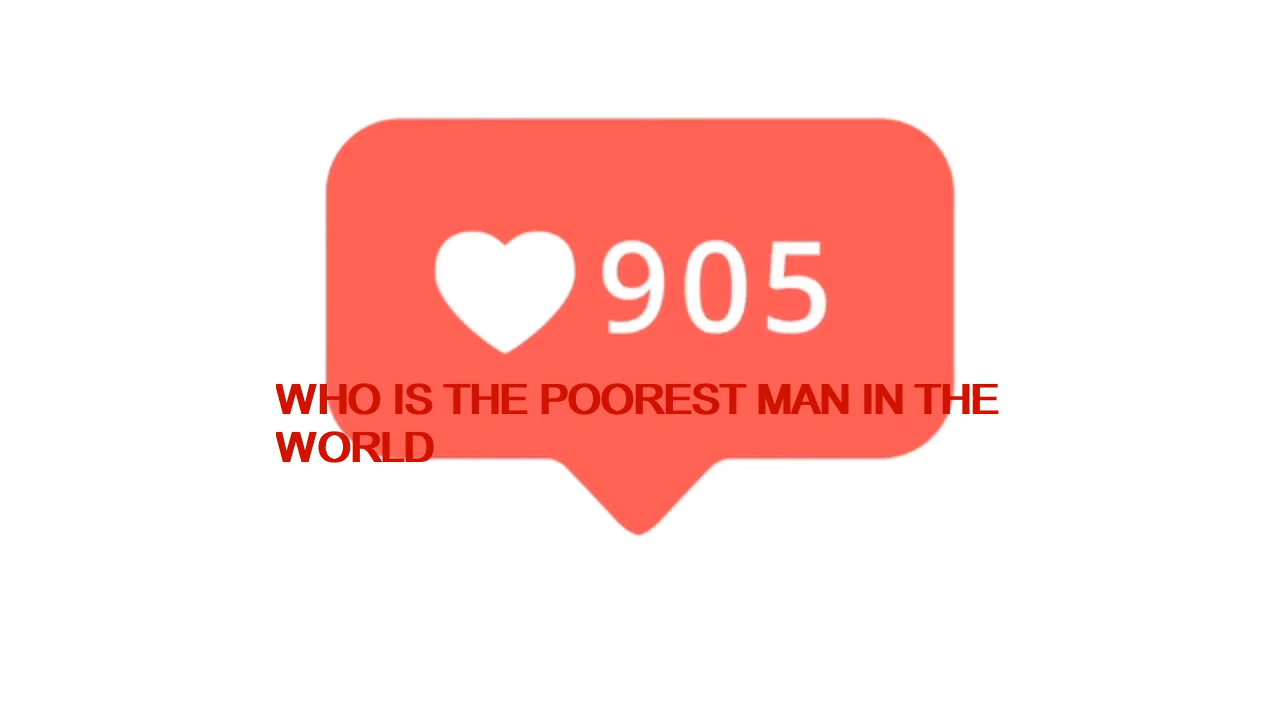 905
WHO IS THE POOREST MAN IN THE
WORLD